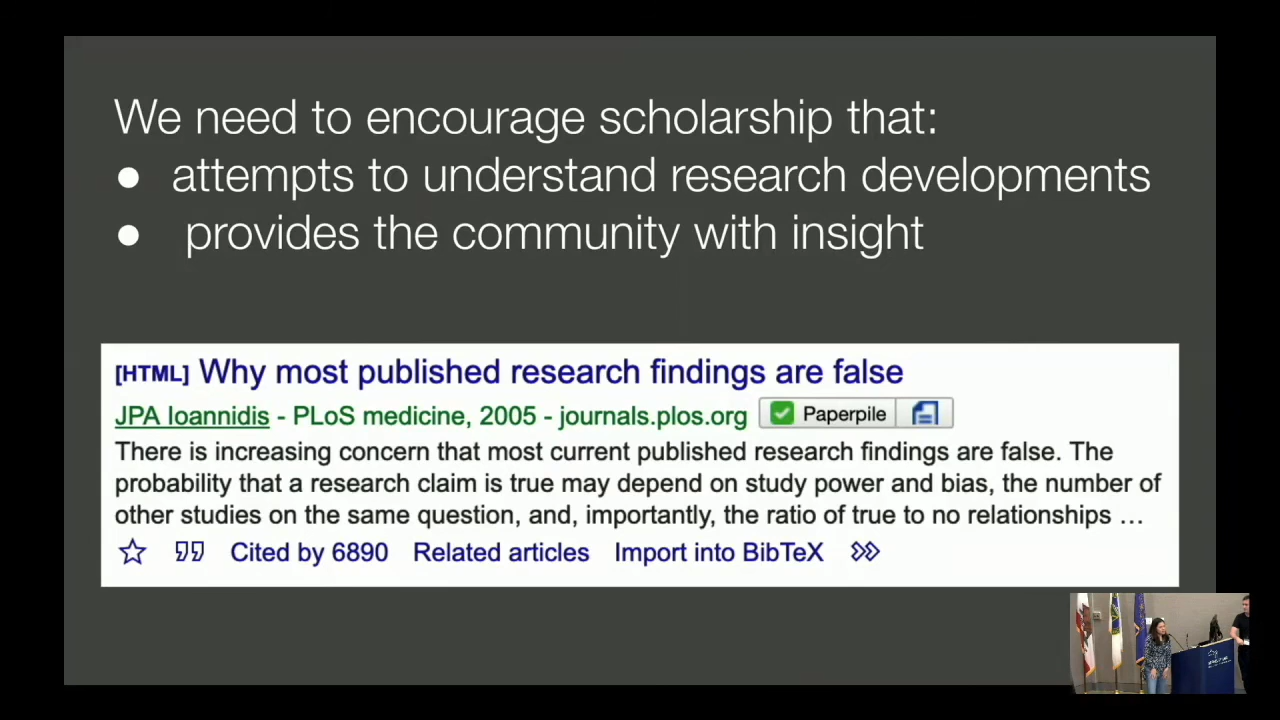 We need to encourage scholarship that:
● attempts to understand research developments
● provides the community with insight
[HTML] Why most published research findings are false
JPA Ioannidis - PLoS medicine, 2005 - journals.plos.org Paperpile
There is increasing concern that most current published research findings are false. The
probability that a research claim is true may depend on study power and bias, the number of
other studies on the same question, and, importantly, the ratio of true to no relationships …
Cited by 6890 Related articles Import into BibTeX